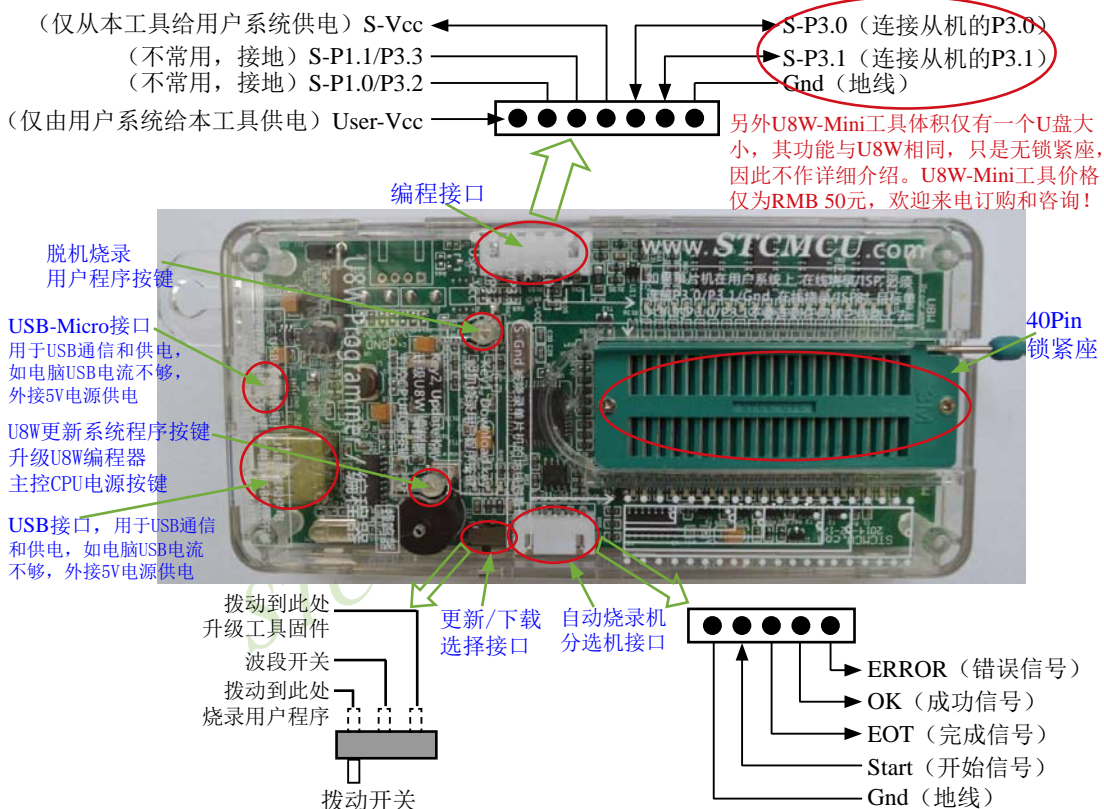 （仅从本工具给用户系统供电）S-Vcc
（不常用，接地）S-P1.1/P3.3
（不常用，接地）S-P1.0/P3.2
（仅由用户系统给本工具供电）User-Vcc
S-P3.0（连接从机的P3.0）
S-P3.1（连接从机的P3.1）
Gnd（地线）
另外U8W-Mini工具体积仅有一个U盘大
小，其功能与U8W相同，只是无锁紧座，
因此不作详细介绍。U8W-Mini工具价格
仅为RMB 50元，欢迎来电订购和咨询！
编程接口
脱机烧录
用户程序按键
USB-Micro接口
用于USB通信和供电，
如电脑USB电流不够，
外接5V电源供电
U8W更新系统程序按键
升级U8W编程器
主控CPU电源按键
USB接口，用于USB通信
和供电，如电脑USB电流
不够，外接5V电源供电
www.STCMCU.com
U8W Programmer/编程器
40Pin
锁紧座
拨动到此处
升级工具固件
波段开关
拨动到此处
烧录用户程序
拨动开关
更新/下载
选择接口
自动烧录机
分选机接口
ERROR（错误信号）
OK（成功信号）
EOT（完成信号）
Start（开始信号）
Gnd（地线）